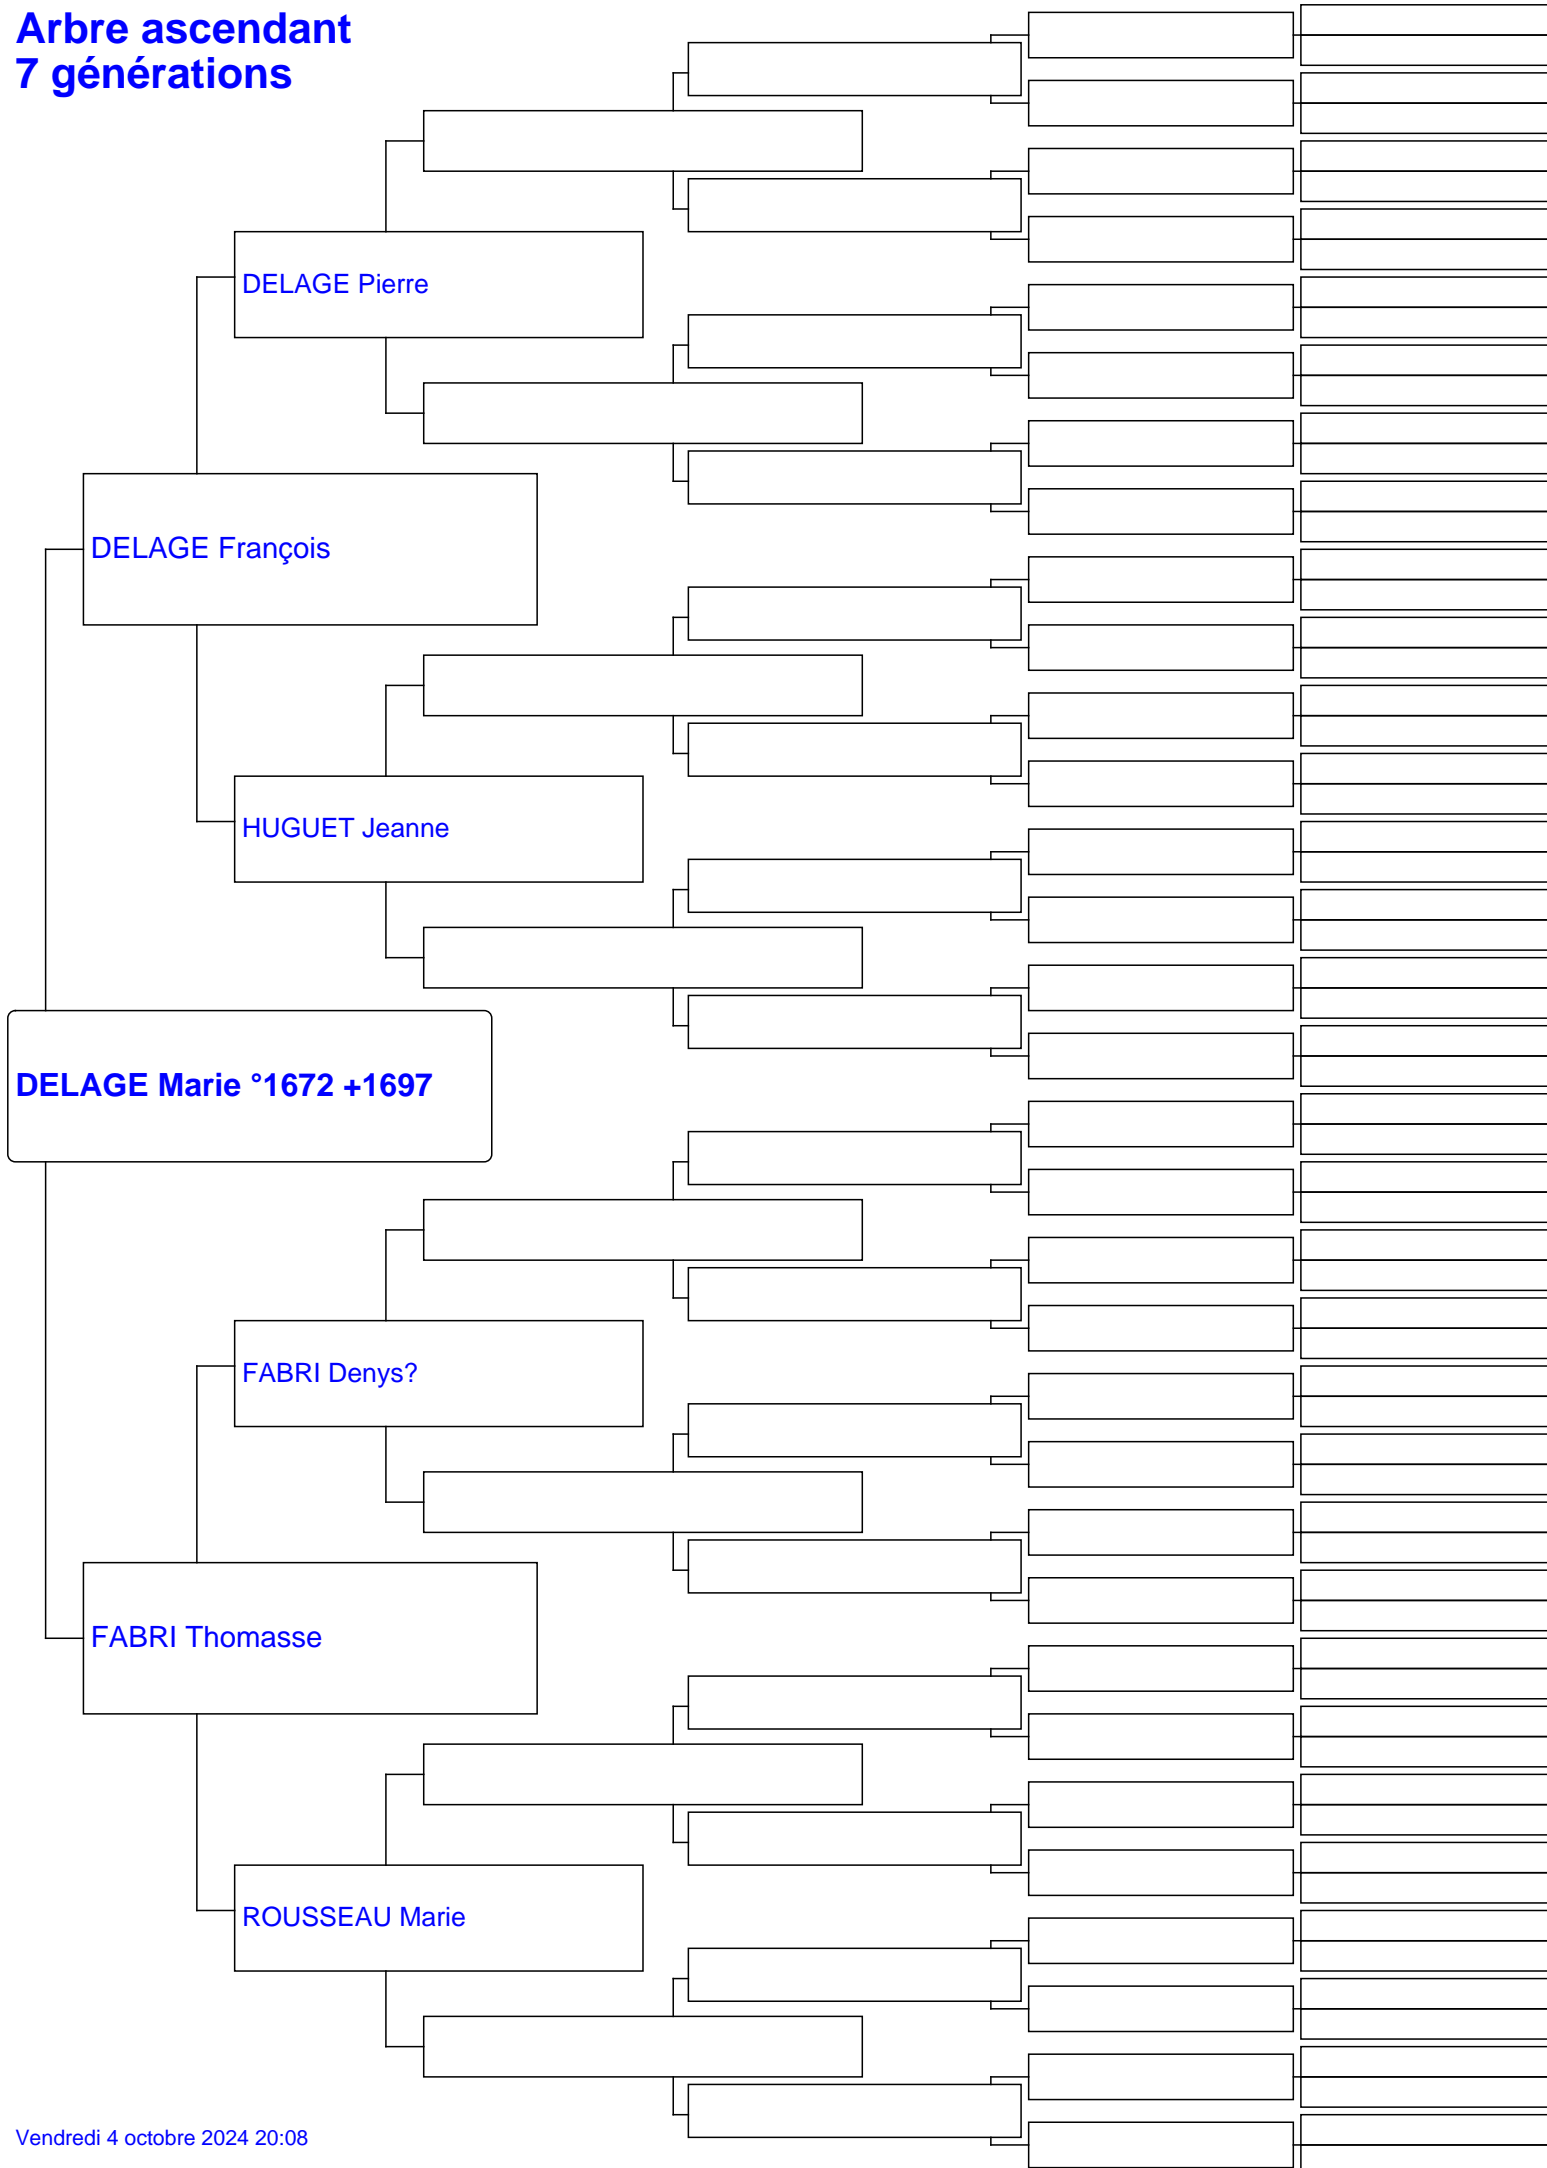 Arbre ascendant
7 générations
DELAGE Pierre
DELAGE François
HUGUET Jeanne
DELAGE Marie °1672 +1697
FABRI Denys?
FABRI Thomasse
ROUSSEAU Marie
Vendredi 4 octobre 2024 20:08